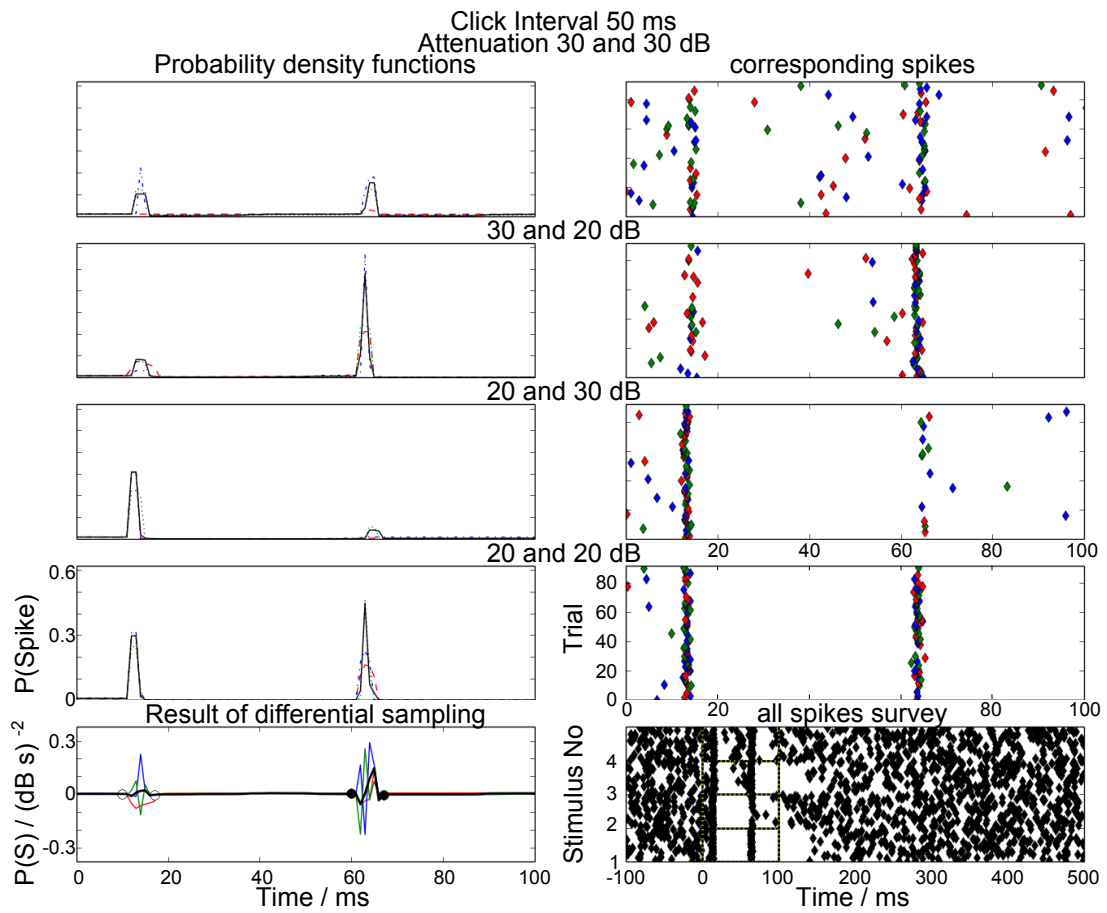 Click Interval 50 ms
Attenuation 30 and 30 dB
Probability density functions
corresponding spikes
30 and 20 dB
20 and 30 dB
0 20 40 60 80 100
20 and 20 dB
P(Spike)
0.6
0.3
0
Trial
80
60
40
20
0
0 20 40 60 80 100
Result of differential sampling
all spikes survey
P(S) / (dB s) -2
0.3
0.0
-0.3
0 20 40 60 80 100
Time / ms
Stimulus No
4
3
2
1
-100 0 100 200 300 400 500
Time / ms